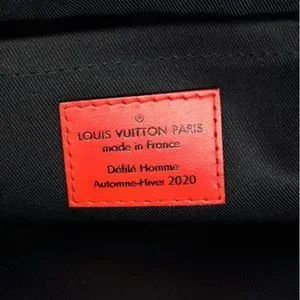 ®
LOUIS VUITTON PARIS
made in France
Défilé Homme
Automne-Hiver 2020